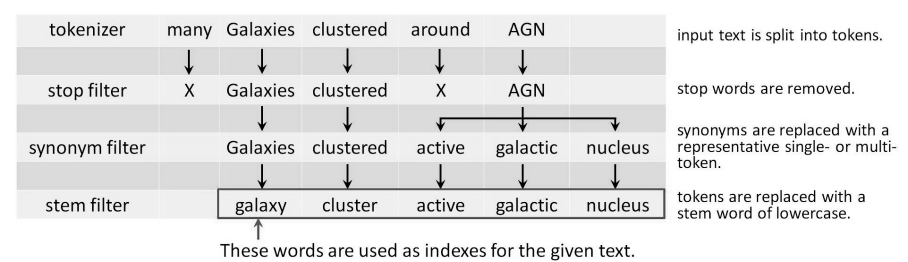 tokenizer many Galaxies clustered around AGN
input text is split into tokens.
stop filter X Galaxies clustered X AGN
stop words are removed.
synonym filter Galaxies clustered active galactic nucleus
synonyms are replaced with a
representative single- or multi-
token.
stem filter galaxy cluster active galactic nucleus
tokens are replaced with a
stem word of lowercase.
These words are used as indexes for the given text.